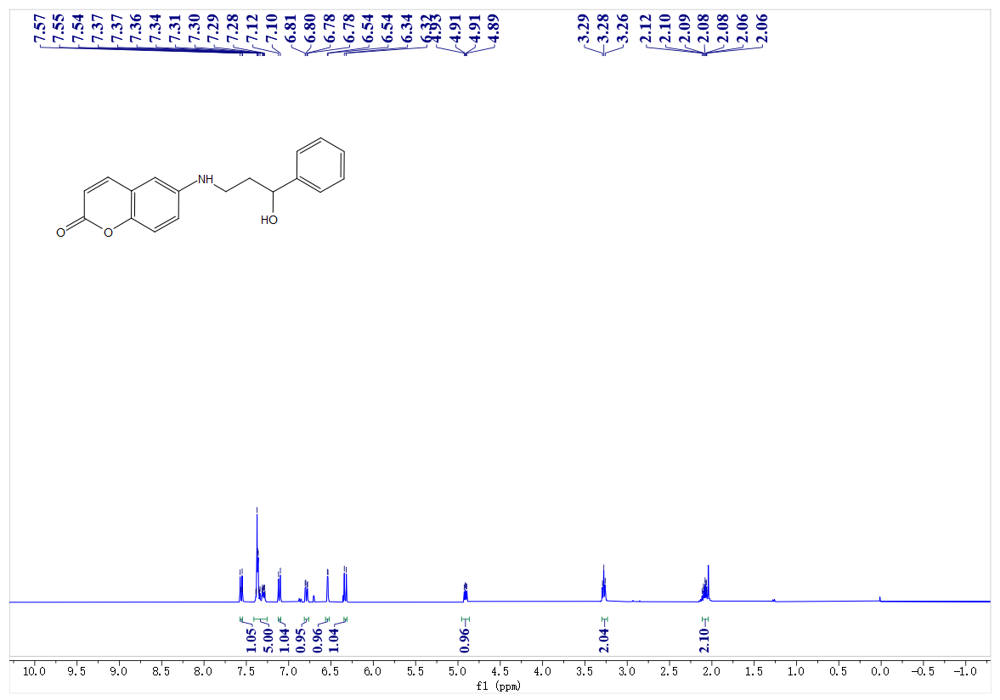 7.57 7.55 7.54 7.37 7.37 7.36 7.34 7.31 7.30 7.29 7.28 7.12 7.10 6.81 6.80 6.78 6.78 6.54 6.54 6.34 6.32 4.93 4.91 4.91 4.89 3.29 3.28 3.26 2.12 2.10 2.09 2.08 2.08 2.06 2.06
NH
HO
O
O
1.05 5.00 1.04 0.95 0.96 1.04 0.96 2.04 2.10
10.0 9.5 9.0 8.5 8.0 7.5 7.0 6.5 6.0 5.5 5.0 4.5 4.0 3.5 3.0 2.5 2.0 1.5 1.0 0.5 0.0 -0.5 -1.0
f1 (ppm)